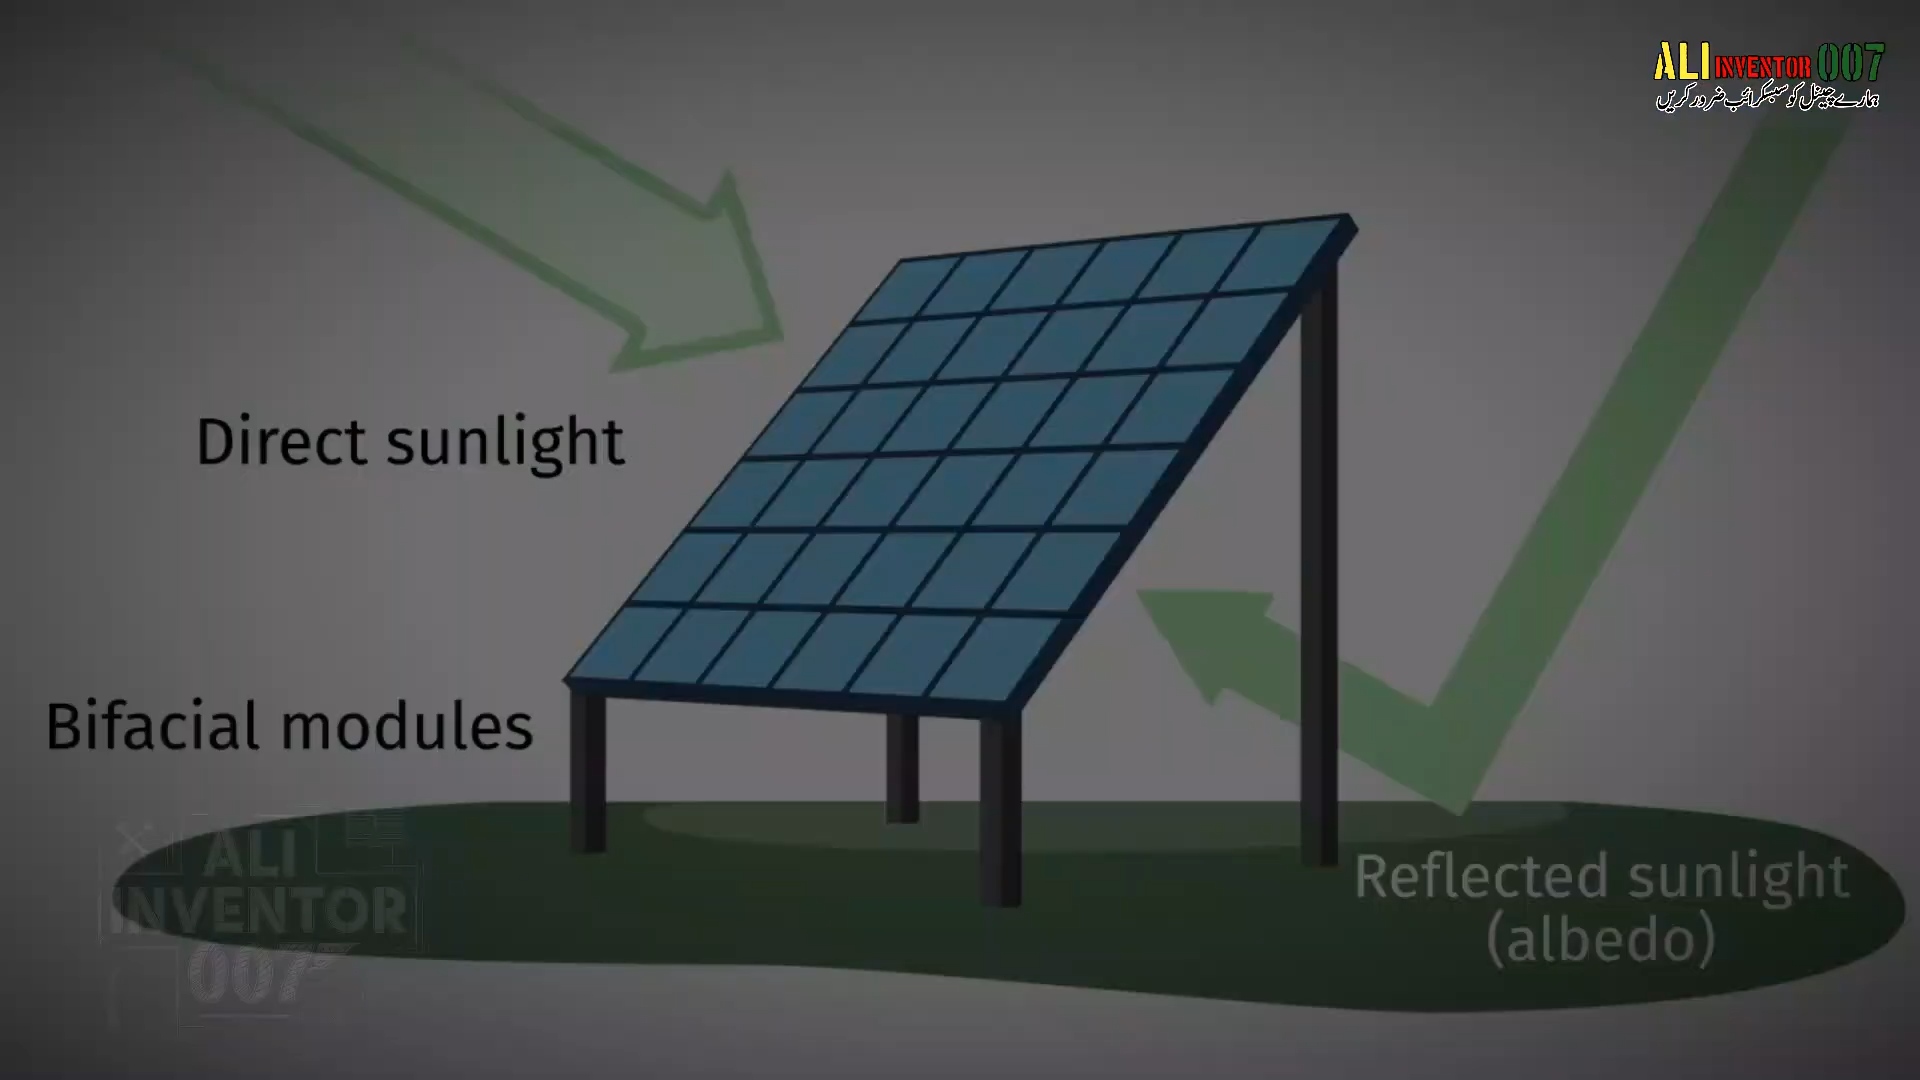 ALI INVENTOR 007
ہمارے چینل کو سبسکرائب ضرور کریں
Direct sunlight
Bifacial modules
ALI
INVENTOR
007
Reflected sunlight
(albedo)